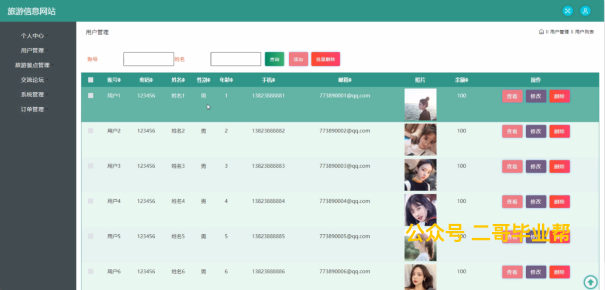 旅游信息网站
个人中心
用户管理
旅游景点管理
交流论坛
系统管理
订单管理
用户管理
用户管理 用户列表
账号 姓名 查询 添加 批量删除
账号 密码 姓名 性别 年龄 手机 邮箱 照片 余额 操作
用户1 123456 姓名1 男 1 13823888881 773890001@qq.com 100 查看 修改 删除
用户2 123456 姓名2 男 2 13823888882 773890002@qq.com 100 查看 修改 删除
用户3 123456 姓名3 男 3 13823888883 773890003@qq.com 100 查看 修改 删除
用户4 123456 姓名4 男 4 13823888884 773890004@qq.com 100 查看 修改 删除
公众号 二哥毕业帮
用户5 123456 姓名5 男 5 13823888885 773890005@qq.com 100 查看 修改 删除
用户6 123456 姓名6 男 6 13823888886 773890006@qq.com 100 查看 修改 删除